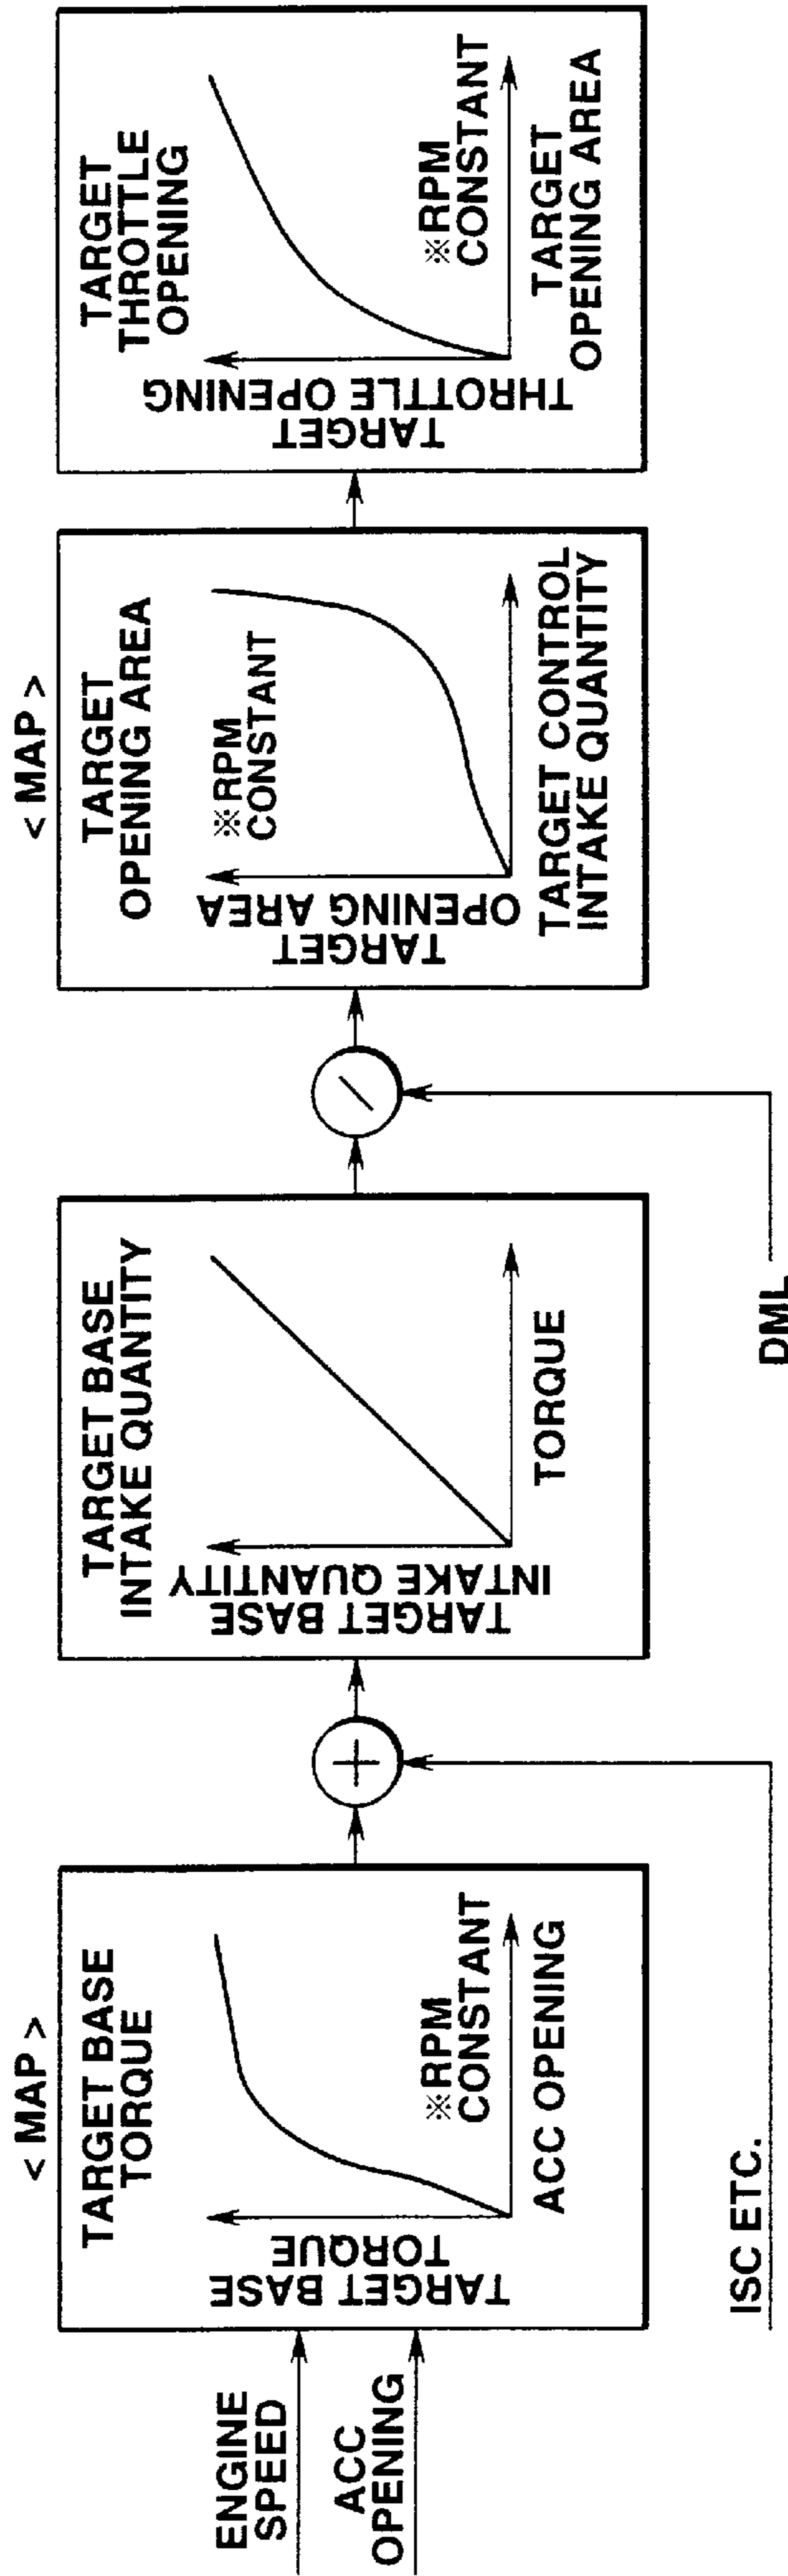 ENGINE
SPEED
ACC
OPENING
< MAP >
TARGET BASE
TORQUE
TARGET BASE
TORQUE
※RPM
CONSTANT
ACC OPENING
ISC ETC.
TARGET BASE
INTAKE QUANTITY
TARGET BASE
INTAKE QUANTITY
TORQUE
DML
< MAP >
TARGET
OPENING AREA
TARGET
OPENING AREA
※RPM
CONSTANT
TARGET CONTROL
INTAKE QUANTITY
TARGET
THROTTLE
OPENING
TARGET
THROTTLE OPENING
※RPM
CONSTANT
TARGET
OPENING AREA